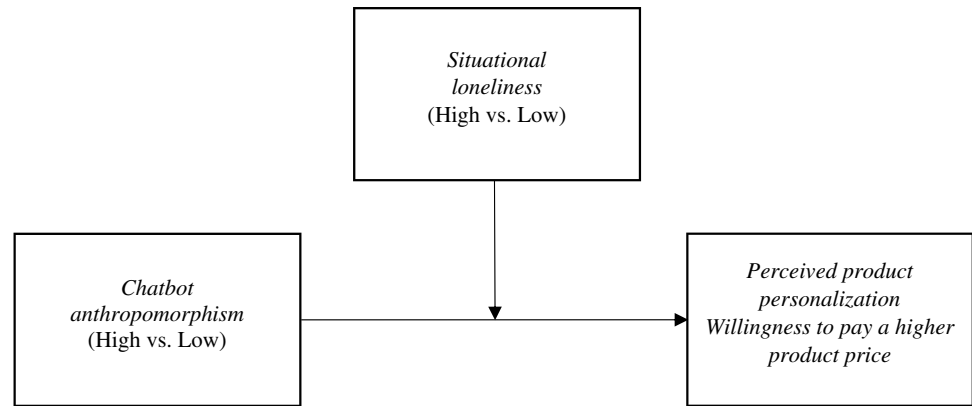 Situational
loneliness
(High vs. Low)
Chatbot
anthropomorphism
(High vs. Low)
Perceived product
personalization
Willingness to pay a higher
product price